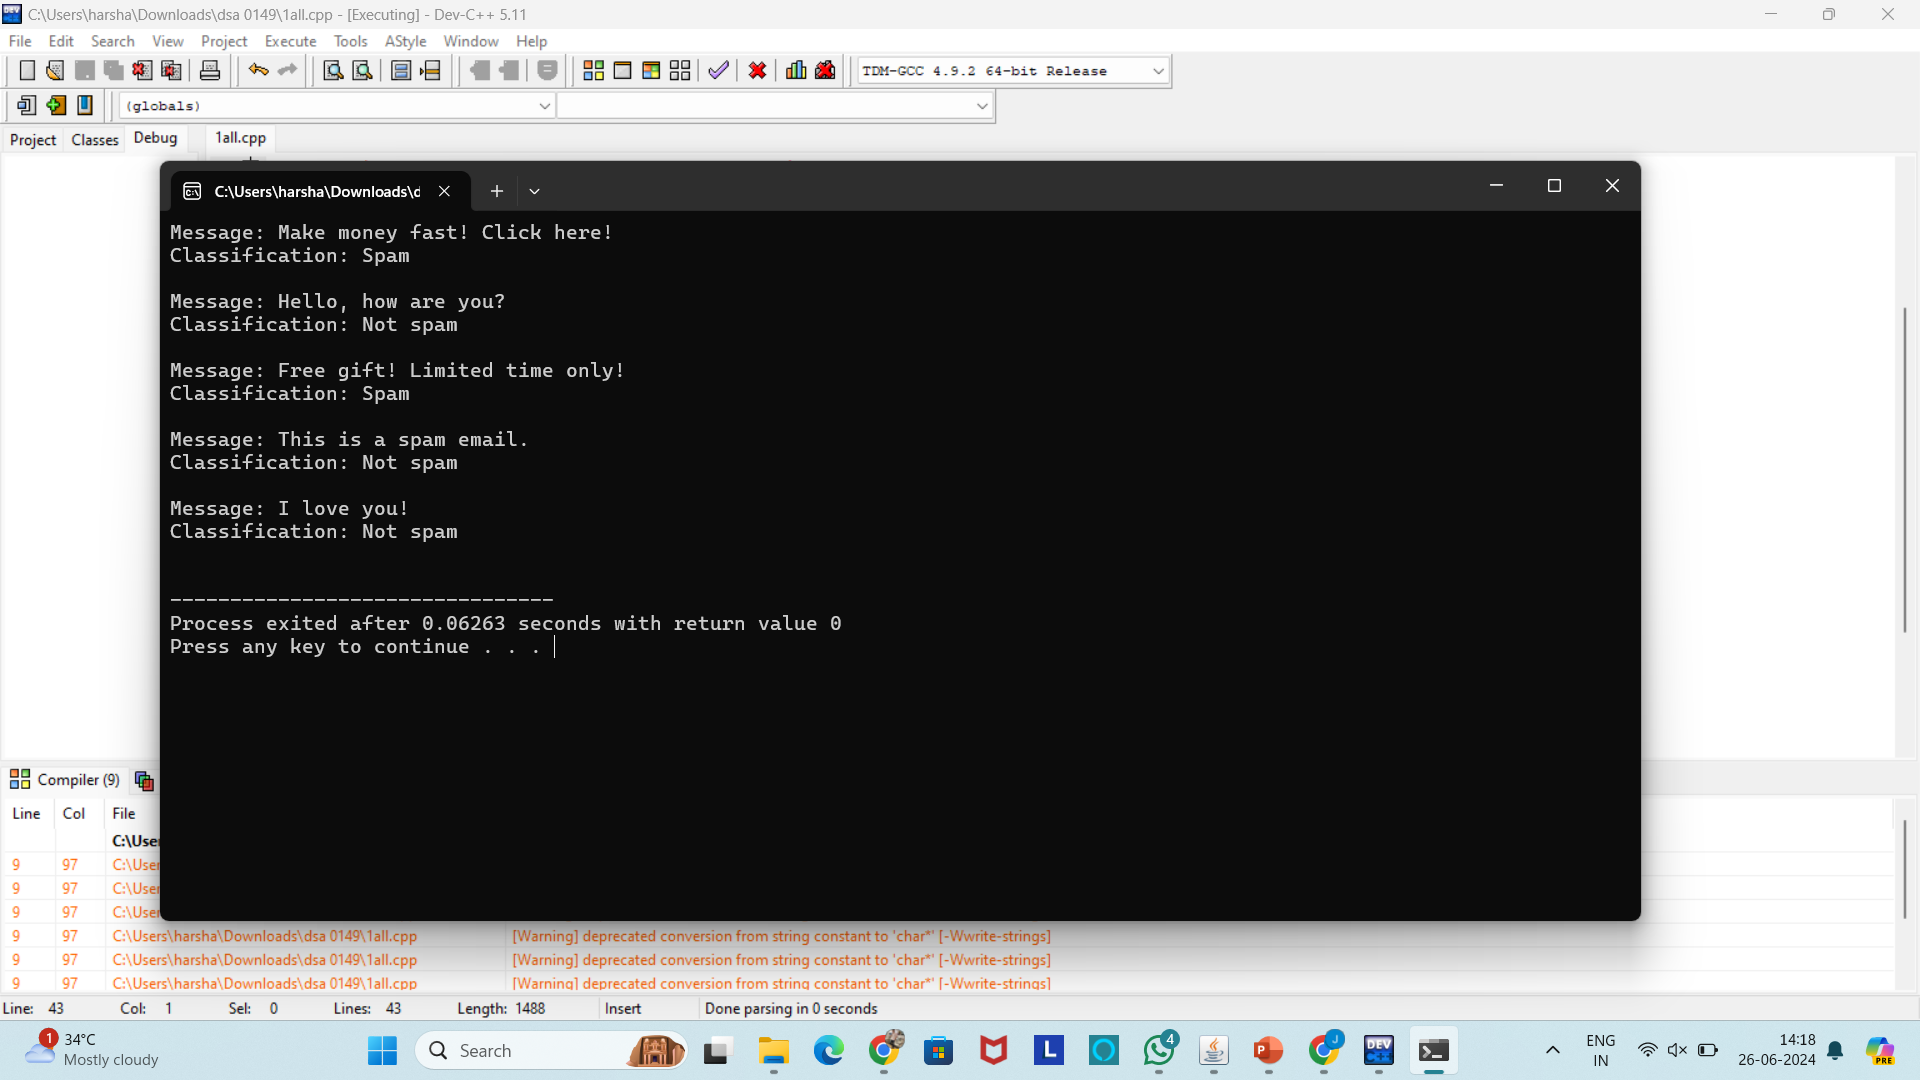 C:\Users\harsha\Downloads\dsa 0149\1all.cpp - [Executing] - Dev-C++ 5.11
File Edit Search View Project Execute Tools AStyle Window Help
TDM-GCC 4.9.2 64-bit Release
(globals)
Project Classes Debug 1all.cpp
C:\Users\harsha\Downloads\d
Message: Make money fast! Click here!
Classification: Spam
Message: Hello, how are you?
Classification: Not spam
Message: Free gift! Limited time only!
Classification: Spam
Message: This is a spam email.
Classification: Not spam
Message: I love you!
Classification: Not spam
--------------------------------
Process exited after 0.06263 seconds with return value 0
Press any key to continue . . .
Compiler (9)
Line Col File
C:\User
9 97 C:\User
9 97 C:\User
9 97 C:\User
9 97 C:\Users\harsha\Downloads\dsa 0149\1all.cpp [Warning] deprecated conversion from string constant to 'char*' [-Wwrite-strings]
9 97 C:\Users\harsha\Downloads\dsa 0149\1all.cpp [Warning] deprecated conversion from string constant to 'char*' [-Wwrite-strings]
9 97 C:\Users\harsha\Downloads\dsa 0149\1all.cpp [Warning] deprecated conversion from string constant to 'char*' [-Wwrite-strings]
Line: 43 Col: 1 Sel: 0 Lines: 43 Length: 1488 Insert Done parsing in 0 seconds
1 34°C
Mostly cloudy
Search
L
4
P
J
DEV C++
ENG
IN
14:18
26-06-2024
PRE